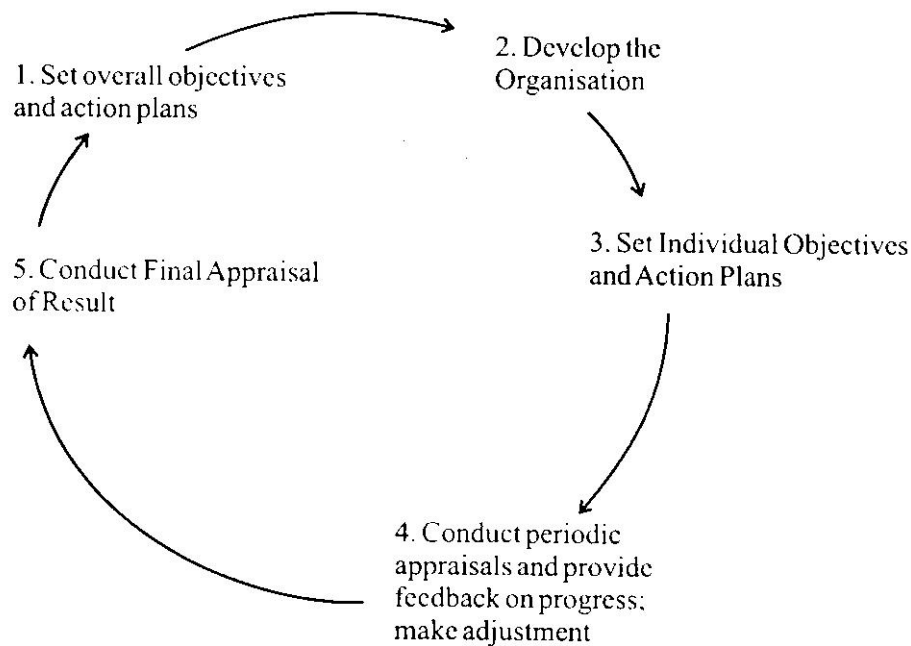 1. Set overall objectives
and action plans
2. Develop the
Organisation
3. Set Individual Objectives
and Action Plans
4. Conduct periodic
appraisals and provide
feedback on progress;
make adjustment
5. Conduct Final Appraisal
of Result